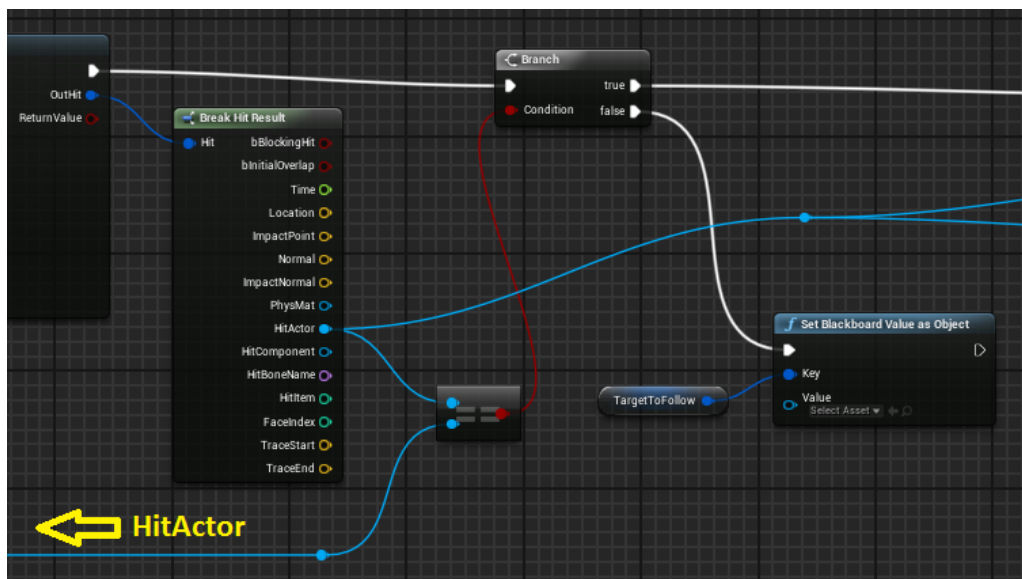 OutHit
ReturnValue
Break Hit Result
Hit
bBlockingHit
bInitialOverlap
Time
Location
ImpactPoint
Normal
ImpactNormal
PhysMat
HitActor
HitComponent
HitBoneName
HitItem
FaceIndex
TraceStart
TraceEnd
Branch
true
Condition
false
TargetToFollow
f Set Blackboard Value as Object
Key
Value
Select Asset
HitActor